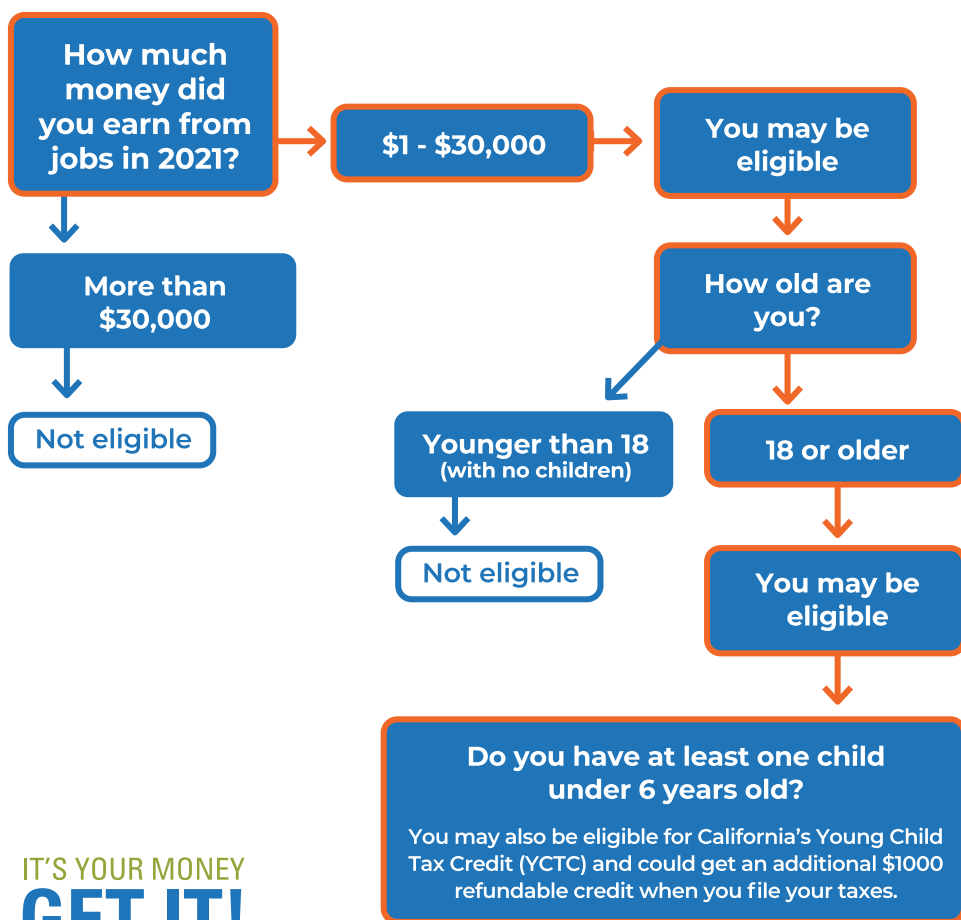 How much
money did
you earn from
jobs in 2021?
$1 - $30,000
You may be
eligible
More than
$30,000
Not eligible
How old are
you?
Younger than 18
(with no children)
Not eligible
18 or older
You may be
eligible
Do you have at least one child
under 6 years old?
You may also be eligible for California's Young Child
Tax Credit (YCTC) and could get an additional $1000
refundable credit when you file your taxes.
IT'S YOUR MONEY
GET IT!